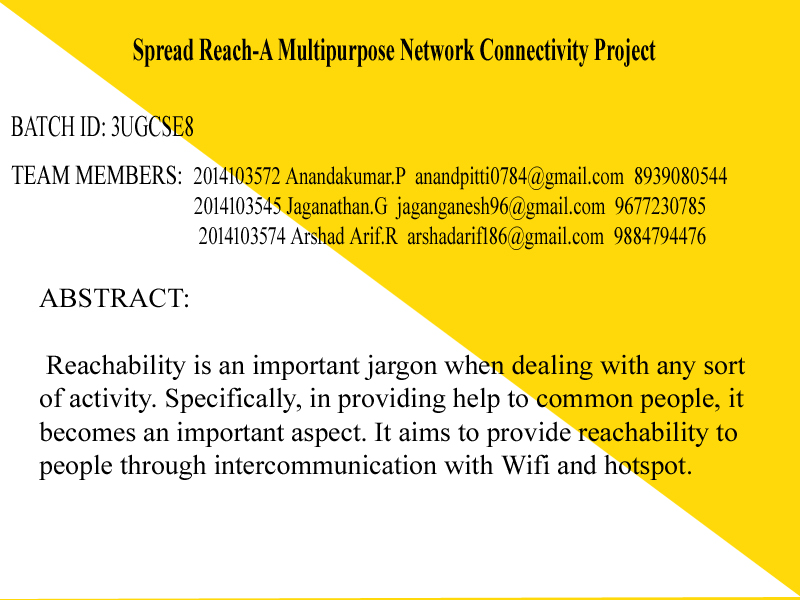 Spread Reach-A Multipurpose Network Connectivity Project
BATCH ID: 3UGCSE8
TEAM MEMBERS: 2014103572 Anandakumar.P anandpitti0784@gmail.com 8939080544
2014103545 Jaganathan.G jaganganesh96@gmail.com 9677230785
2014103574 Arshad Arif.R arshadarif186@gmail.com 9884794476
ABSTRACT:
Reachability is an important jargon when dealing with any sort
of activity. Specifically, in providing help to common people, it
becomes an important aspect. It aims to provide reachability to
people through intercommunication with Wifi and hotspot.